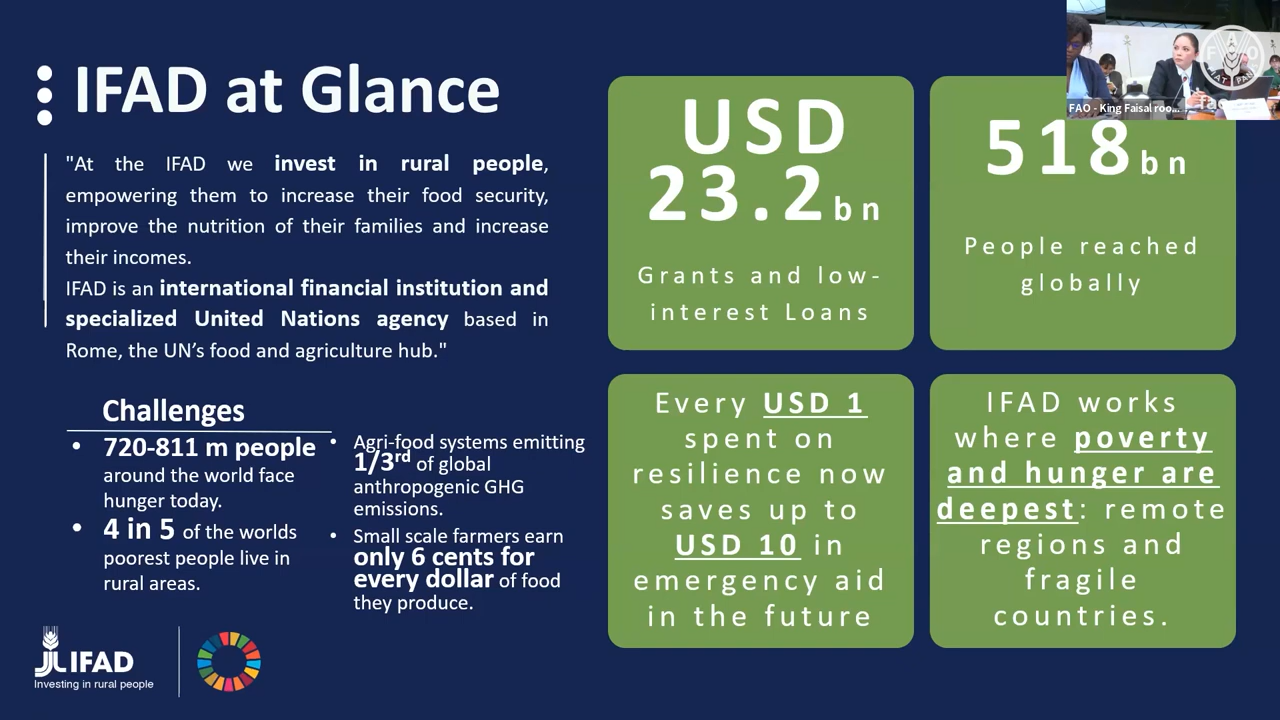 IFAD at Glance
"At the IFAD we invest in rural people,
empowering them to increase their food security,
improve the nutrition of their families and increase
their incomes.
IFAD is an international financial institution and
specialized United Nations agency based in
Rome, the UN's food and agriculture hub."
Challenges
• 720-811 m people
around the world face
hunger today.
• 4 in 5 of the worlds
poorest people live in
rural areas.
• Agri-food systems emitting
1/3rd of global
anthropogenic GHG
emissions.
• Small scale farmers earn
only 6 cents for
every dollar of food
they produce.
USD
23.2bn
Grants and low-
interest Loans
518bn
People reached
globally
Every USD 1
spent on
resilience now
saves up to
USD 10 in
emergency aid
in the future
IFAD works
where poverty
and hunger are
deepest: remote
regions and
fragile
countries.
JLIFAD
Investing in rural people
FAO - King Faisal roo...